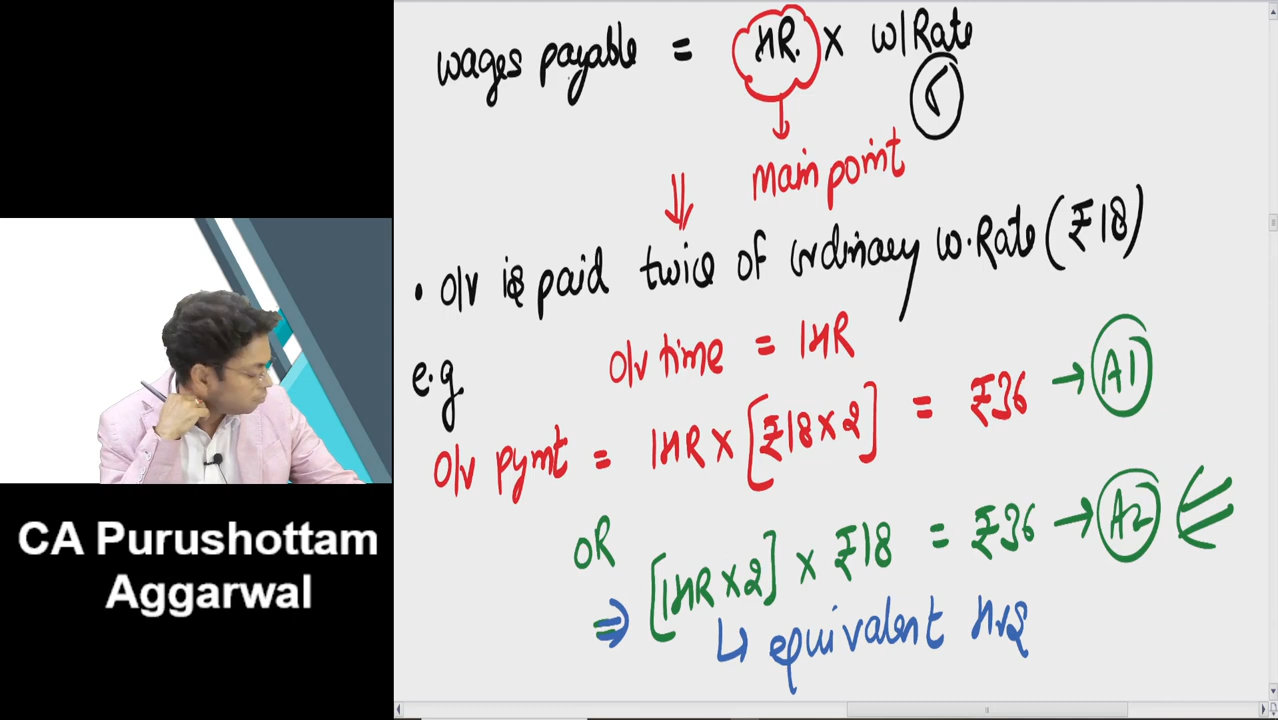 wages payable = HR. × w/Rate
main point
• o/v is paid twice of ordinary w.Rate (₹18)
e.g
o/v time = 1HR
o/v pymt = 1HR × [₹18 × 2] = ₹36 → A1
OR
⇒ [1HR × 2] × ₹18 = ₹36 → A2
↳ equivalent Hrs
CA Purushottam
Aggarwal